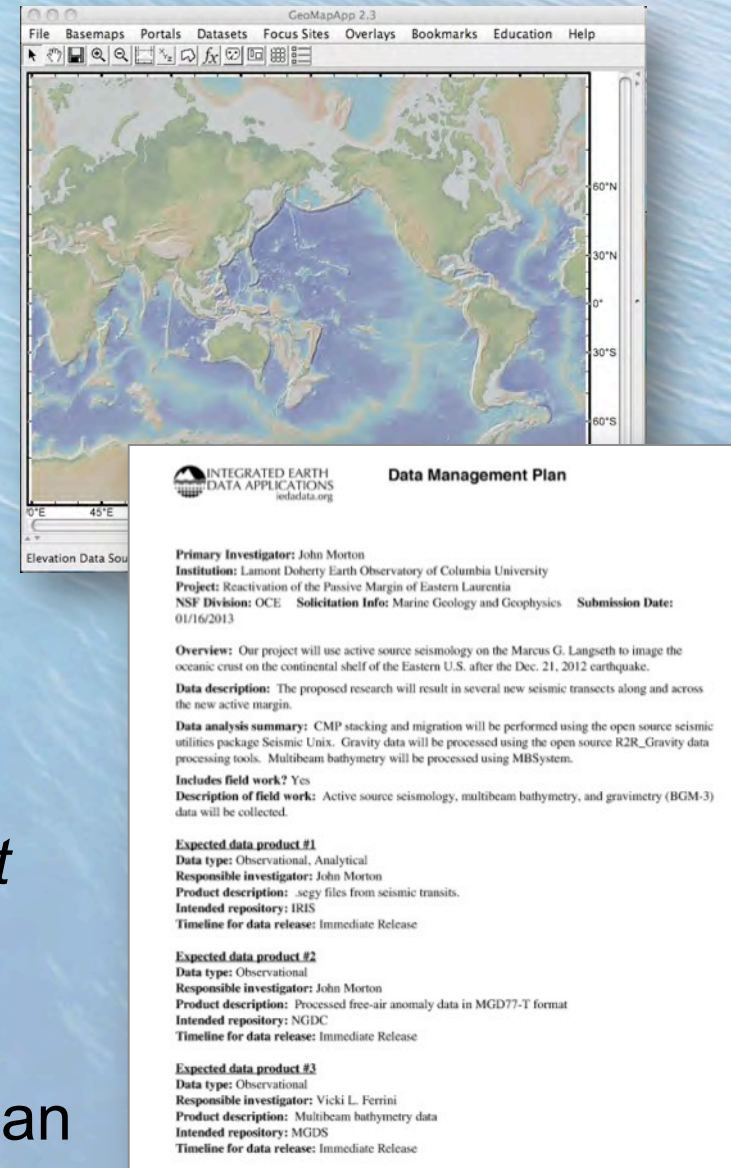 GeoMapApp 2.3
File Basemaps Portals Datasets Focus Sites Overlays Bookmarks Education Help
60°N
30°N
0°
30°S
60°S
0°E 45°E
Elevation Data Sou
INTEGRATED EARTH
DATA APPLICATIONS
iedadata.org
Data Management Plan
Primary Investigator: John Morton
Institution: Lamont Doherty Earth Observatory of Columbia University
Project: Reactivation of the Passive Margin of Eastern Laurentia
NSF Division: OCE Solicitation Info: Marine Geology and Geophysics Submission Date:
01/16/2013
Overview: Our project will use active source seismology on the Marcus G. Langseth to image the
oceanic crust on the continental shelf of the Eastern U.S. after the Dec. 21, 2012 earthquake.
Data description: The proposed research will result in several new seismic transects along and across
the new active margin.
Data analysis summary: CMP stacking and migration will be performed using the open source seismic
utilities package Seismic Unix. Gravity data will be processed using the open source R2R_Gravity data
processing tools. Multibeam bathymetry will be processed using MBSystem.
Includes field work? Yes
Description of field work: Active source seismology, multibeam bathymetry, and gravimetry (BGM-3)
data will be collected.
Expected data product #1
Data type: Observational, Analytical
Responsible investigator: John Morton
Product description: .segy files from seismic transits.
Intended repository: IRIS
Timeline for data release: Immediate Release
Expected data product #2
Data type: Observational
Responsible investigator: John Morton
Product description: Processed free-air anomaly data in MGD77-T format
Intended repository: NGDC
Timeline for data release: Immediate Release
Expected data product #3
Data type: Observational
Responsible investigator: Vicki L. Ferrini
Product description: Multibeam bathymetry data
Intended repository: MGDS
Timeline for data release: Immediate Release
t
an